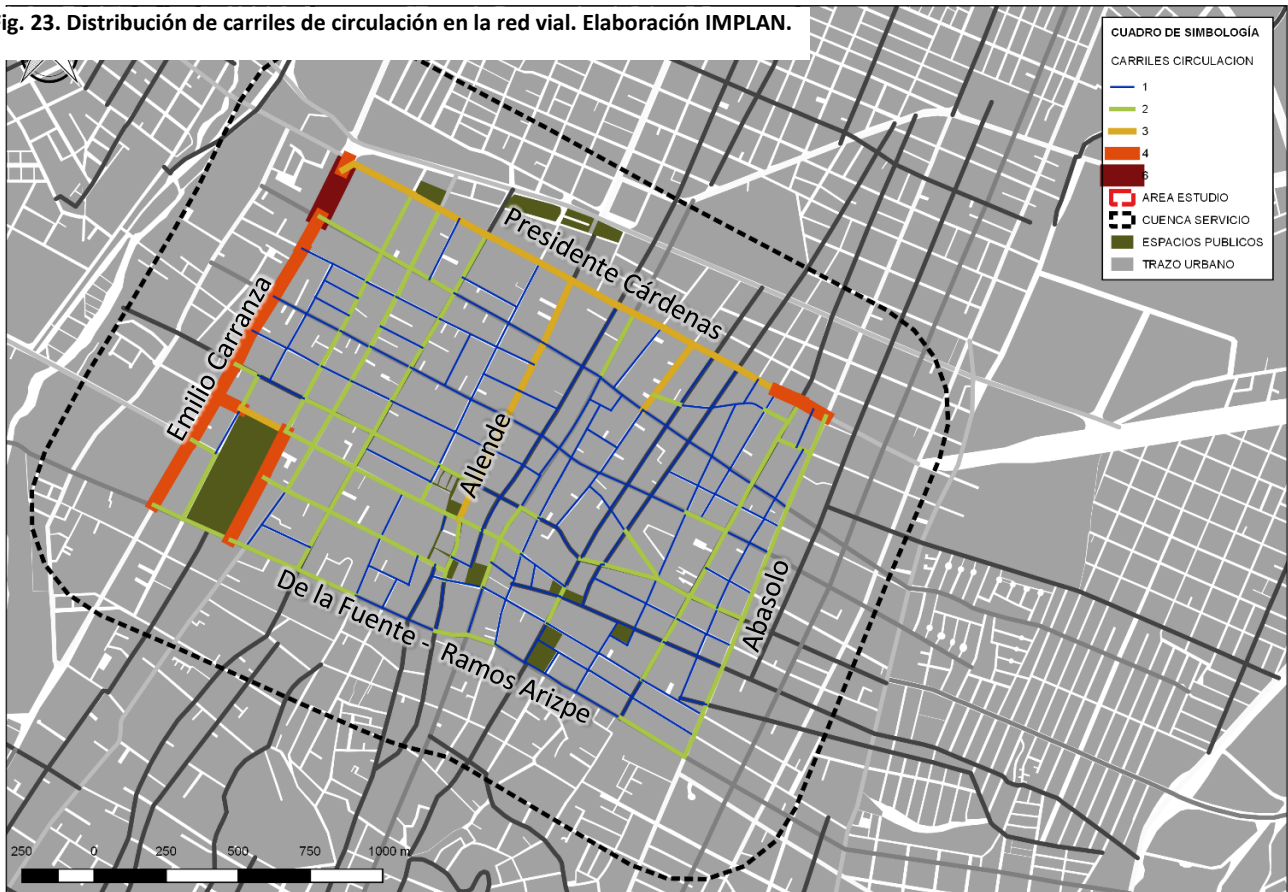 ig. 23. Distribución de carriles de circulación en la red vial. Elaboración IMPLAN.
CUADRO DE SIMBOLOGÍA
CARRILES CIRCULACION
1
2
3
4
6
AREA ESTUDIO
CUENCA SERVICIO
ESPACIOS PUBLICOS
TRAZO URBANO
Presidente Cárdenas
Emilio Carranza
Allende
Abasolo
De la Fuente - Ramos Arizpe
250 0 250 500 750 1000 m